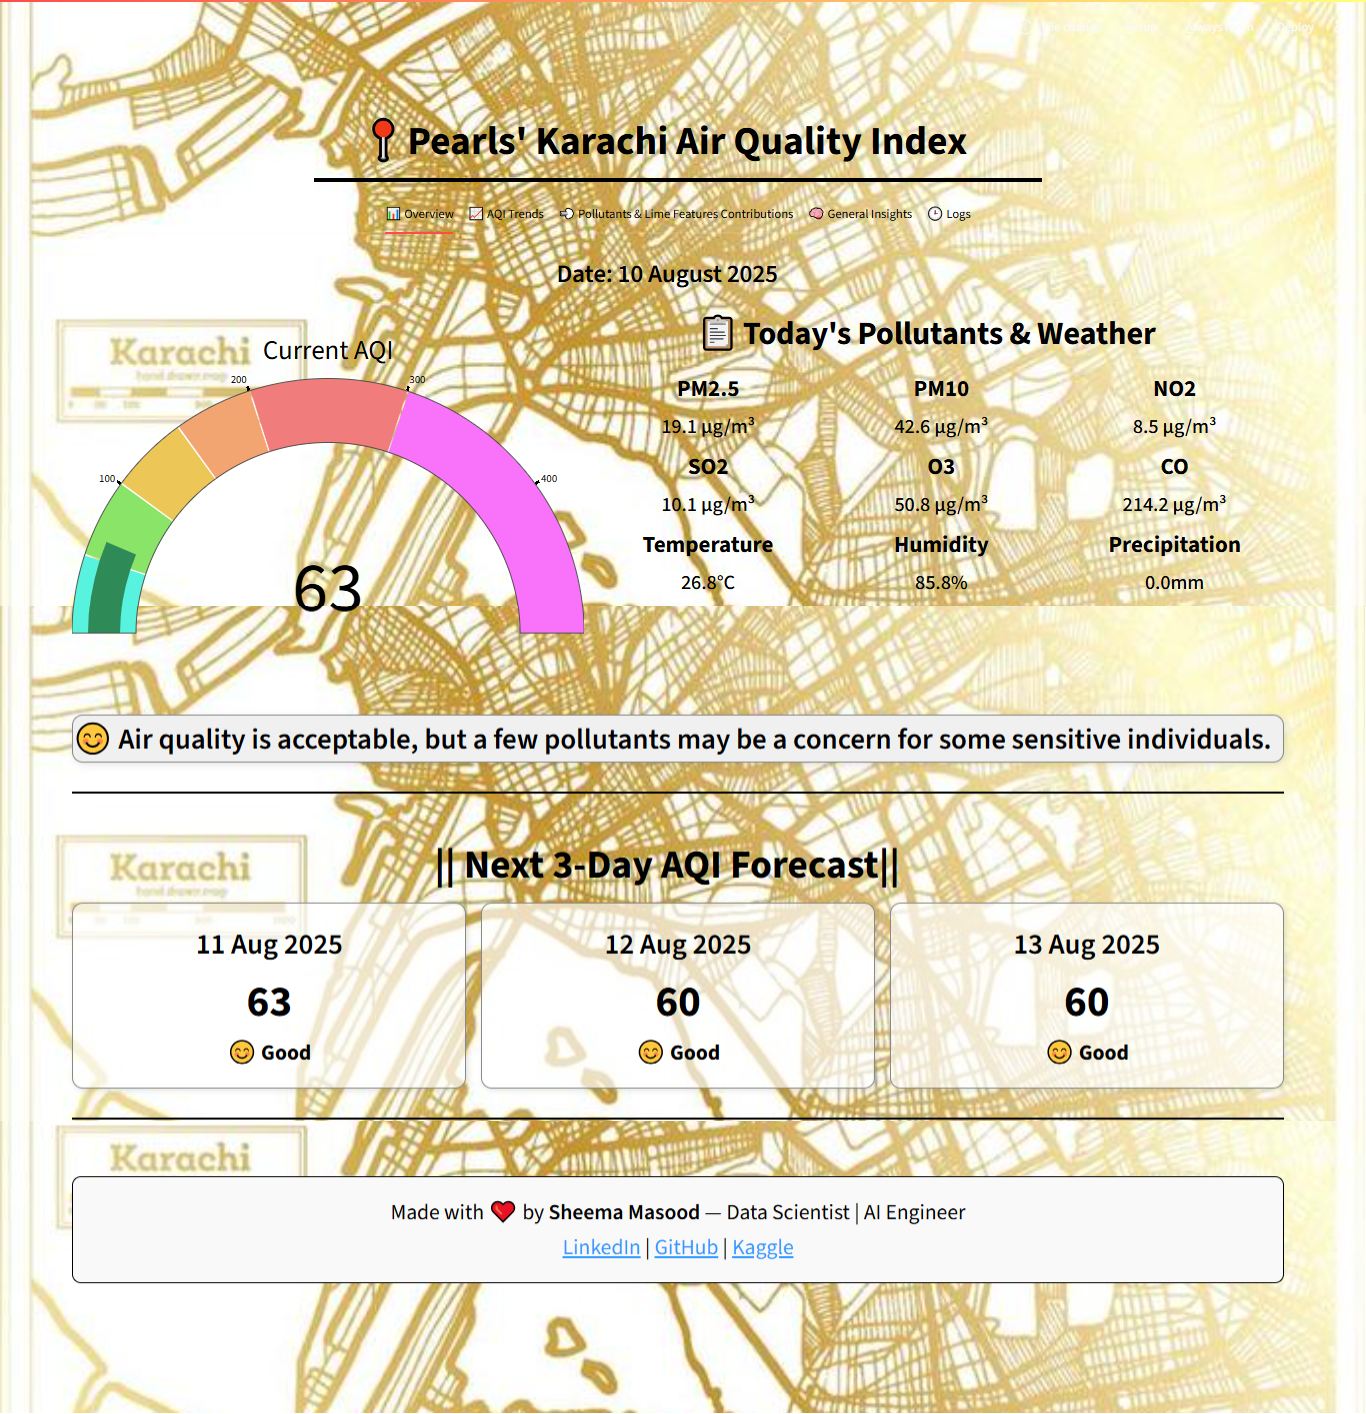 📍 Pearls' Karachi Air Quality Index
📊 Overview 📈 AQI Trends 💨 Pollutants & Lime Features Contributions 🧠 General Insights 🕒 Logs
Date: 10 August 2025
Karachi
hand drawn map
Current AQI
100
200
300
400
63
📋 Today's Pollutants & Weather
PM2.5 PM10 NO2
19.1 µg/m³ 42.6 µg/m³ 8.5 µg/m³
SO2 O3 CO
10.1 µg/m³ 50.8 µg/m³ 214.2 µg/m³
Temperature Humidity Precipitation
26.8°C 85.8% 0.0mm
😊 Air quality is acceptable, but a few pollutants may be a concern for some sensitive individuals.
Karachi
hand drawn map
|| Next 3-Day AQI Forecast||
11 Aug 2025 12 Aug 2025 13 Aug 2025
63 60 60
😊 Good 😊 Good 😊 Good
Karachi
Made with ❤️ by Sheema Masood — Data Scientist | AI Engineer
LinkedIn | GitHub | Kaggle